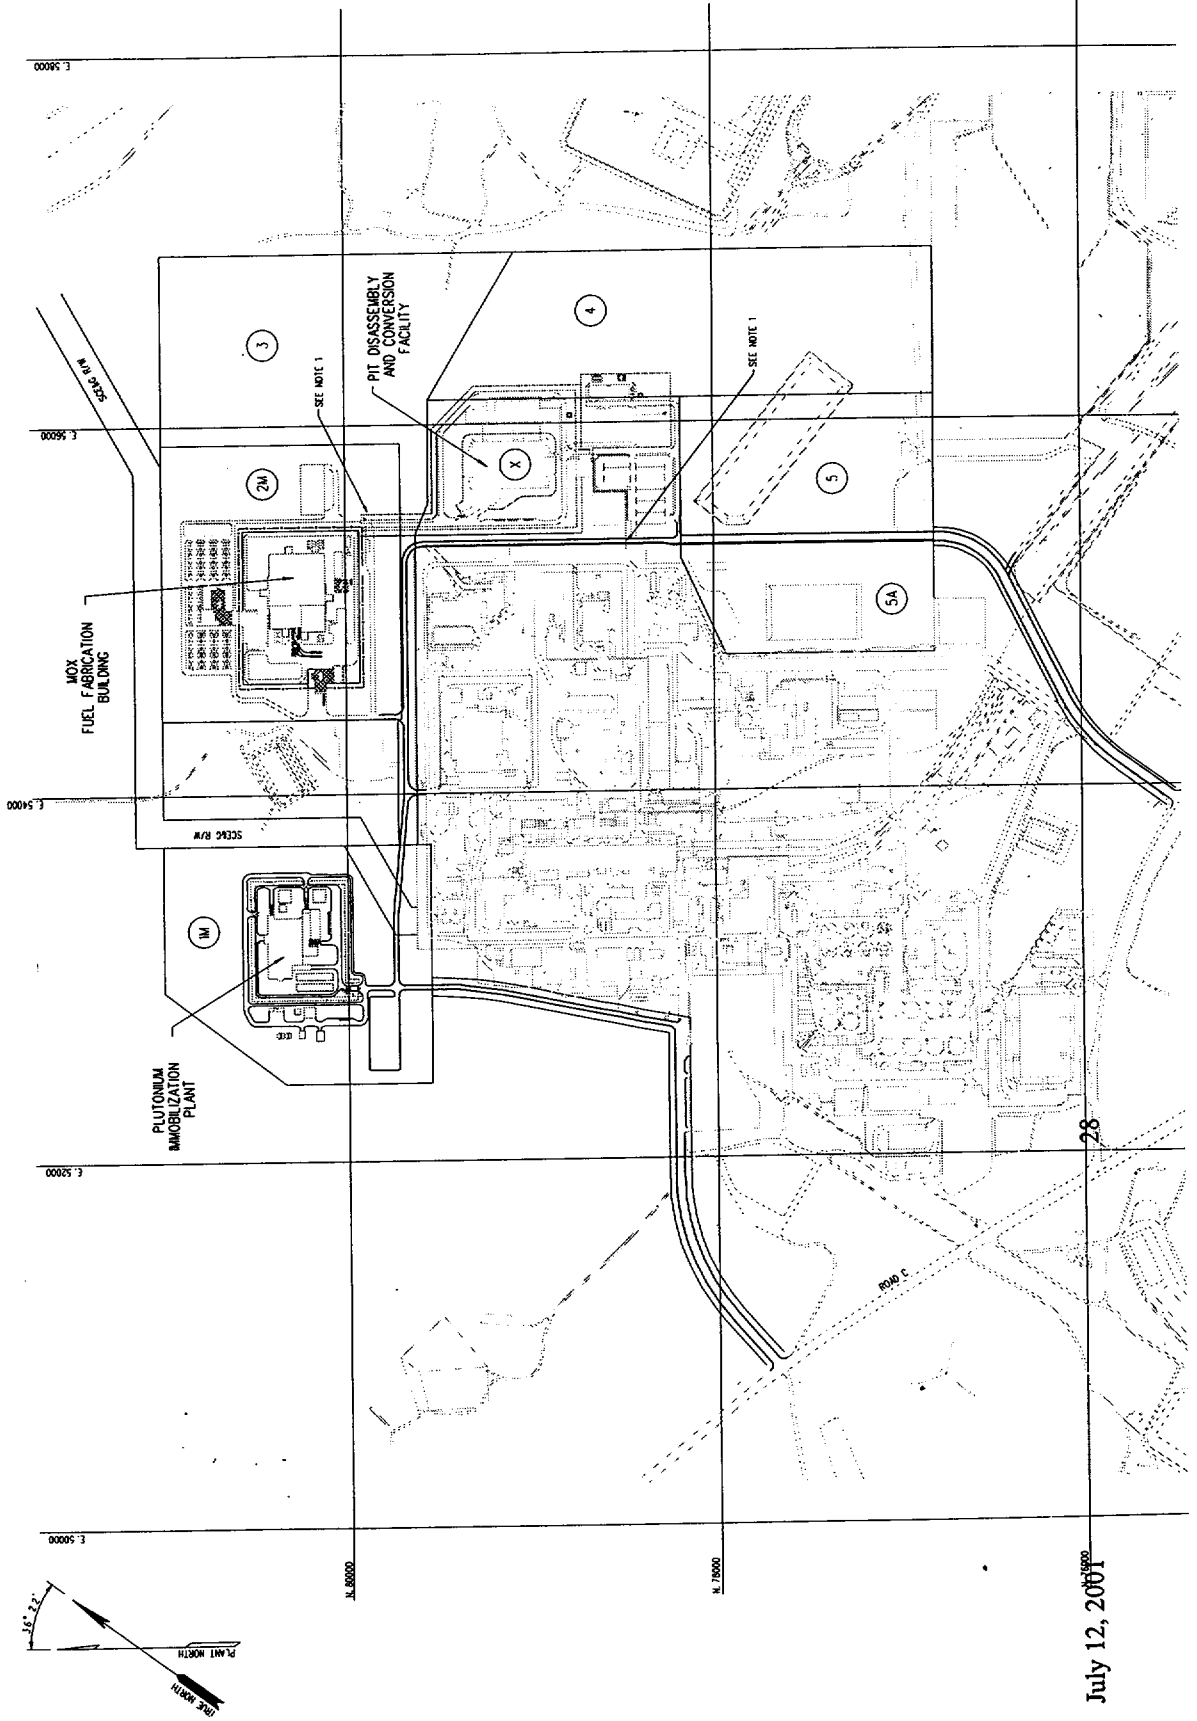 E. 58000
SCE&G R/W
3
SEE NOTE 1
PIT DISASSEMBLY
AND CONVERSION
FACILITY
4
SEE NOTE 1
E. 56000
2M
X
5
MOX
FUEL FABRICATION
BUILDING
5A
E. 54000
SCE&G R/W
1M
PLUTONIUM
IMMOBILIZATION
PLANT
28
E. 52000
ROAD C
E. 50000
N. 80000
N. 78000
N. 76000
July 12, 2001
36° 22'
PLANT NORTH
TRUE NORTH